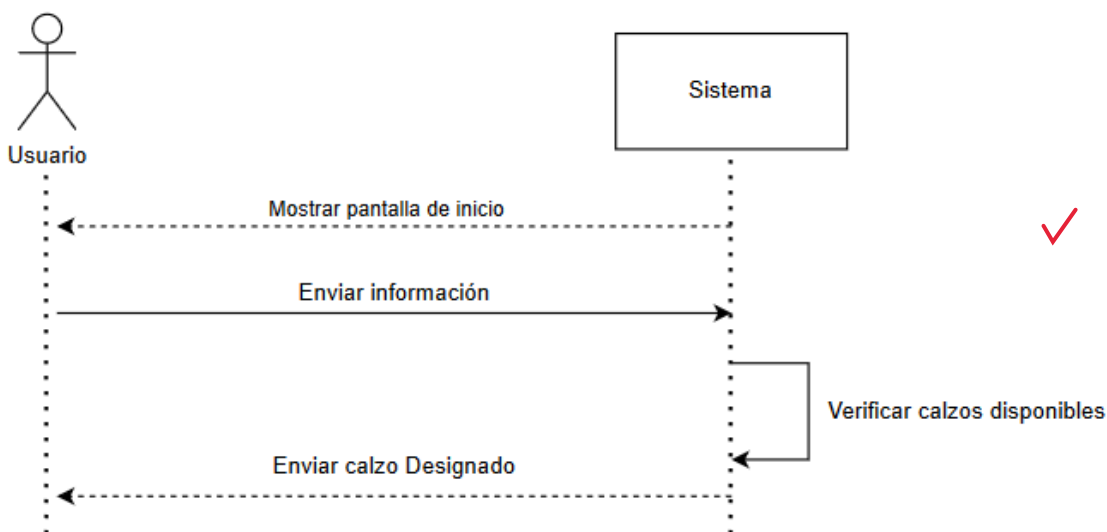 Sistema
Usuario
Mostrar pantalla de inicio
Enviar información
Verificar calzos disponibles
Enviar calzo Designado